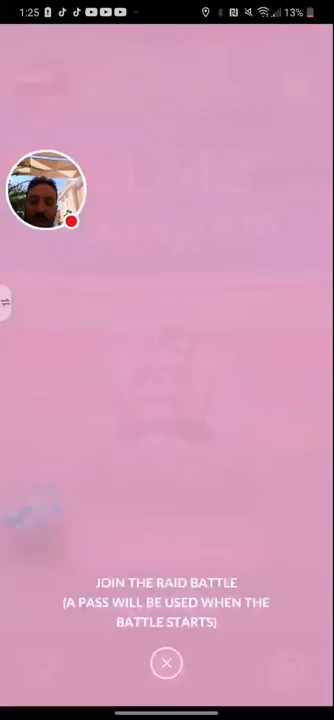 1:25
13%
JOIN THE RAID BATTLE
(A PASS WILL BE USED WHEN THE
BATTLE STARTS)